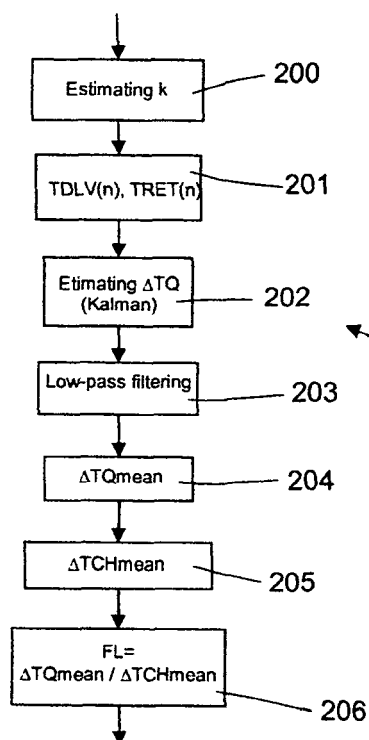 Estimating k
200
TDLV(n), TRET(n)
201
Etimating ΔTQ
(Kalman)
202
Low-pass filtering
203
ΔTQmean
204
ΔTCHmean
205
FL=
ΔTQmean / ΔTCHmean
206